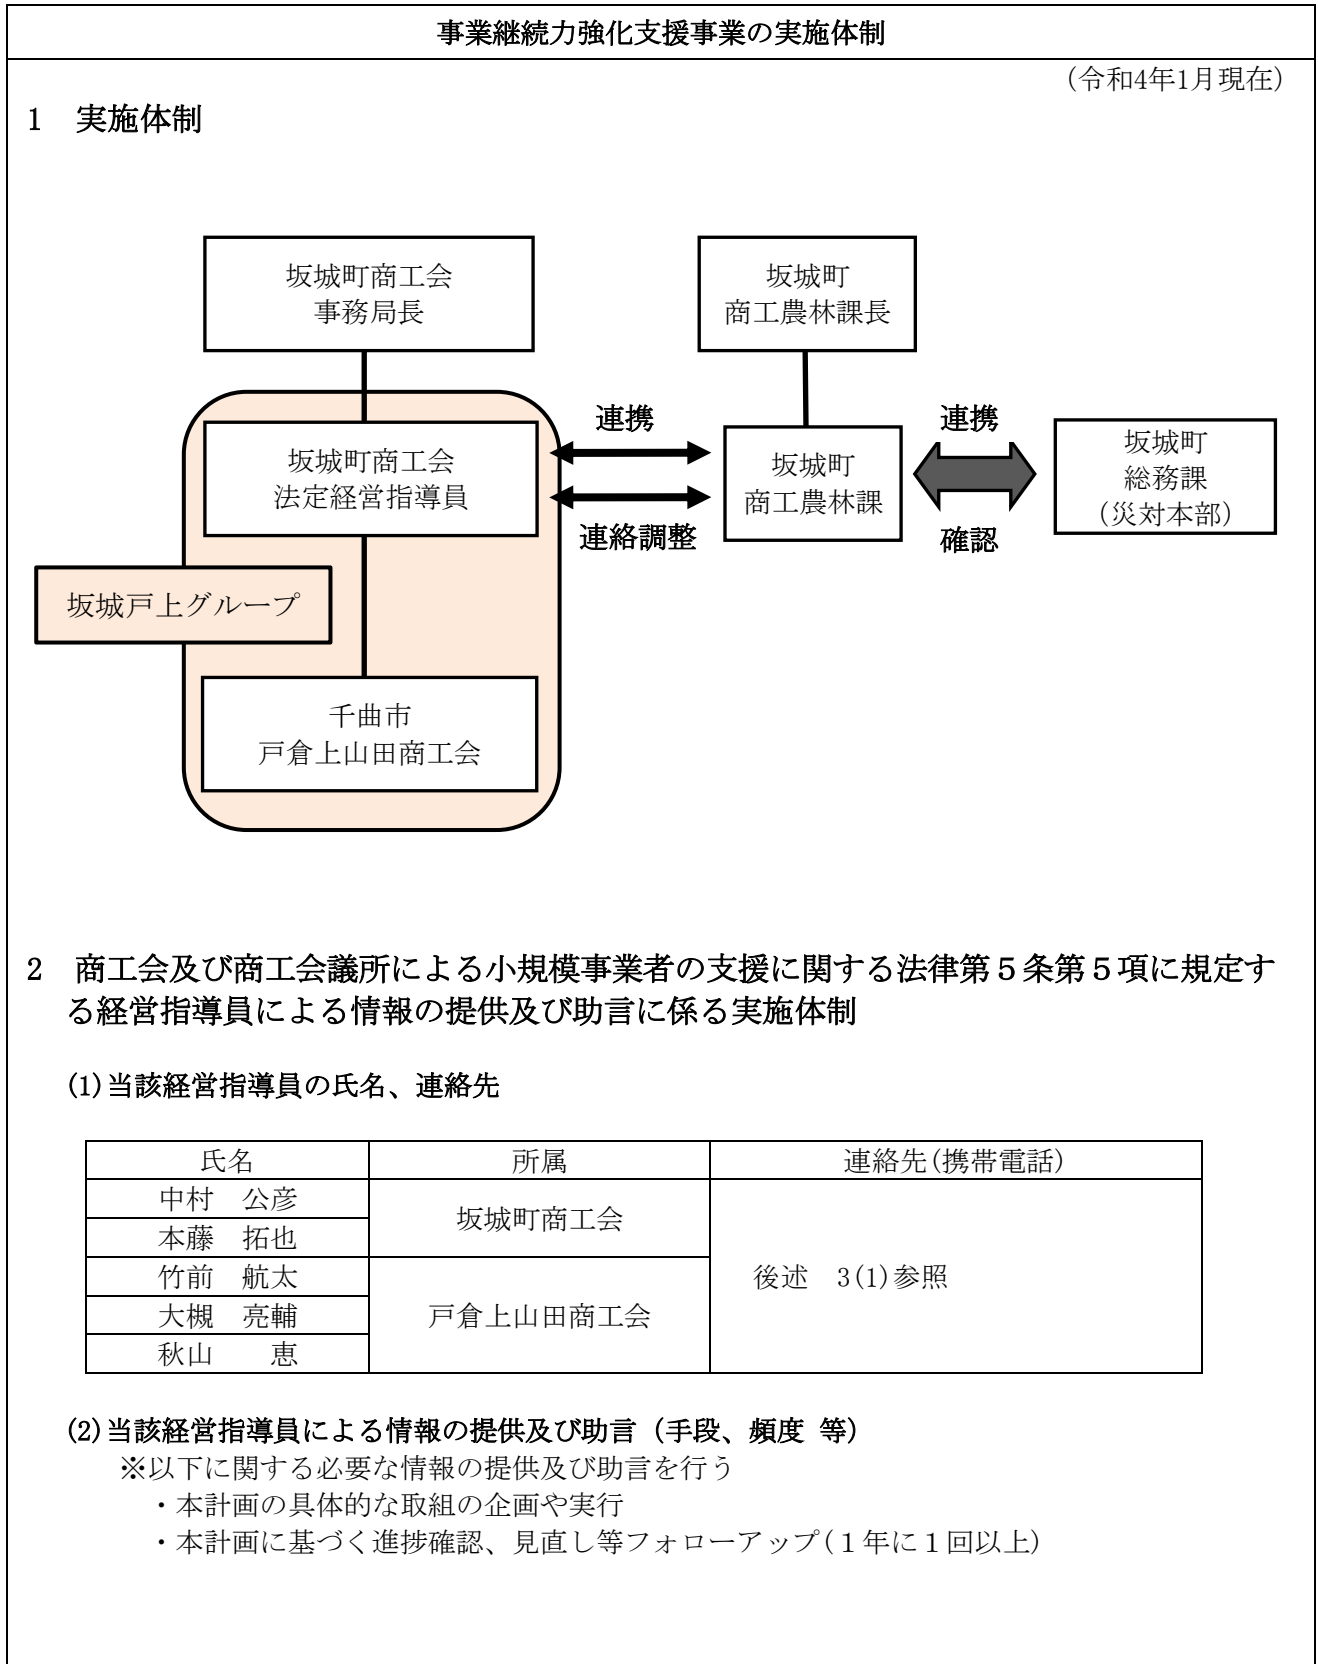 事業継続力強化支援事業の実施体制
（令和4年1月現在）
1　実施体制
坂城町商工会
事務局長
坂城町
商工農林課長
連携
連携
坂城町商工会
法定経営指導員
坂城町
商工農林課
坂城町
総務課
（災対本部）
連絡調整
確認
坂城戸上グループ
千曲市
戸倉上山田商工会
2　商工会及び商工会議所による小規模事業者の支援に関する法律第５条第５項に規定す
る経営指導員による情報の提供及び助言に係る実施体制
(1)当該経営指導員の氏名、連絡先
氏名　所属　連絡先(携帯電話)
中村　公彦
坂城町商工会
本藤　拓也
竹前　航太
後述　3(1)参照
大槻　亮輔
戸倉上山田商工会
秋山　　恵
(2)当該経営指導員による情報の提供及び助言（手段、頻度 等）
※以下に関する必要な情報の提供及び助言を行う
・本計画の具体的な取組の企画や実行
・本計画に基づく進捗確認、見直し等フォローアップ(１年に１回以上)